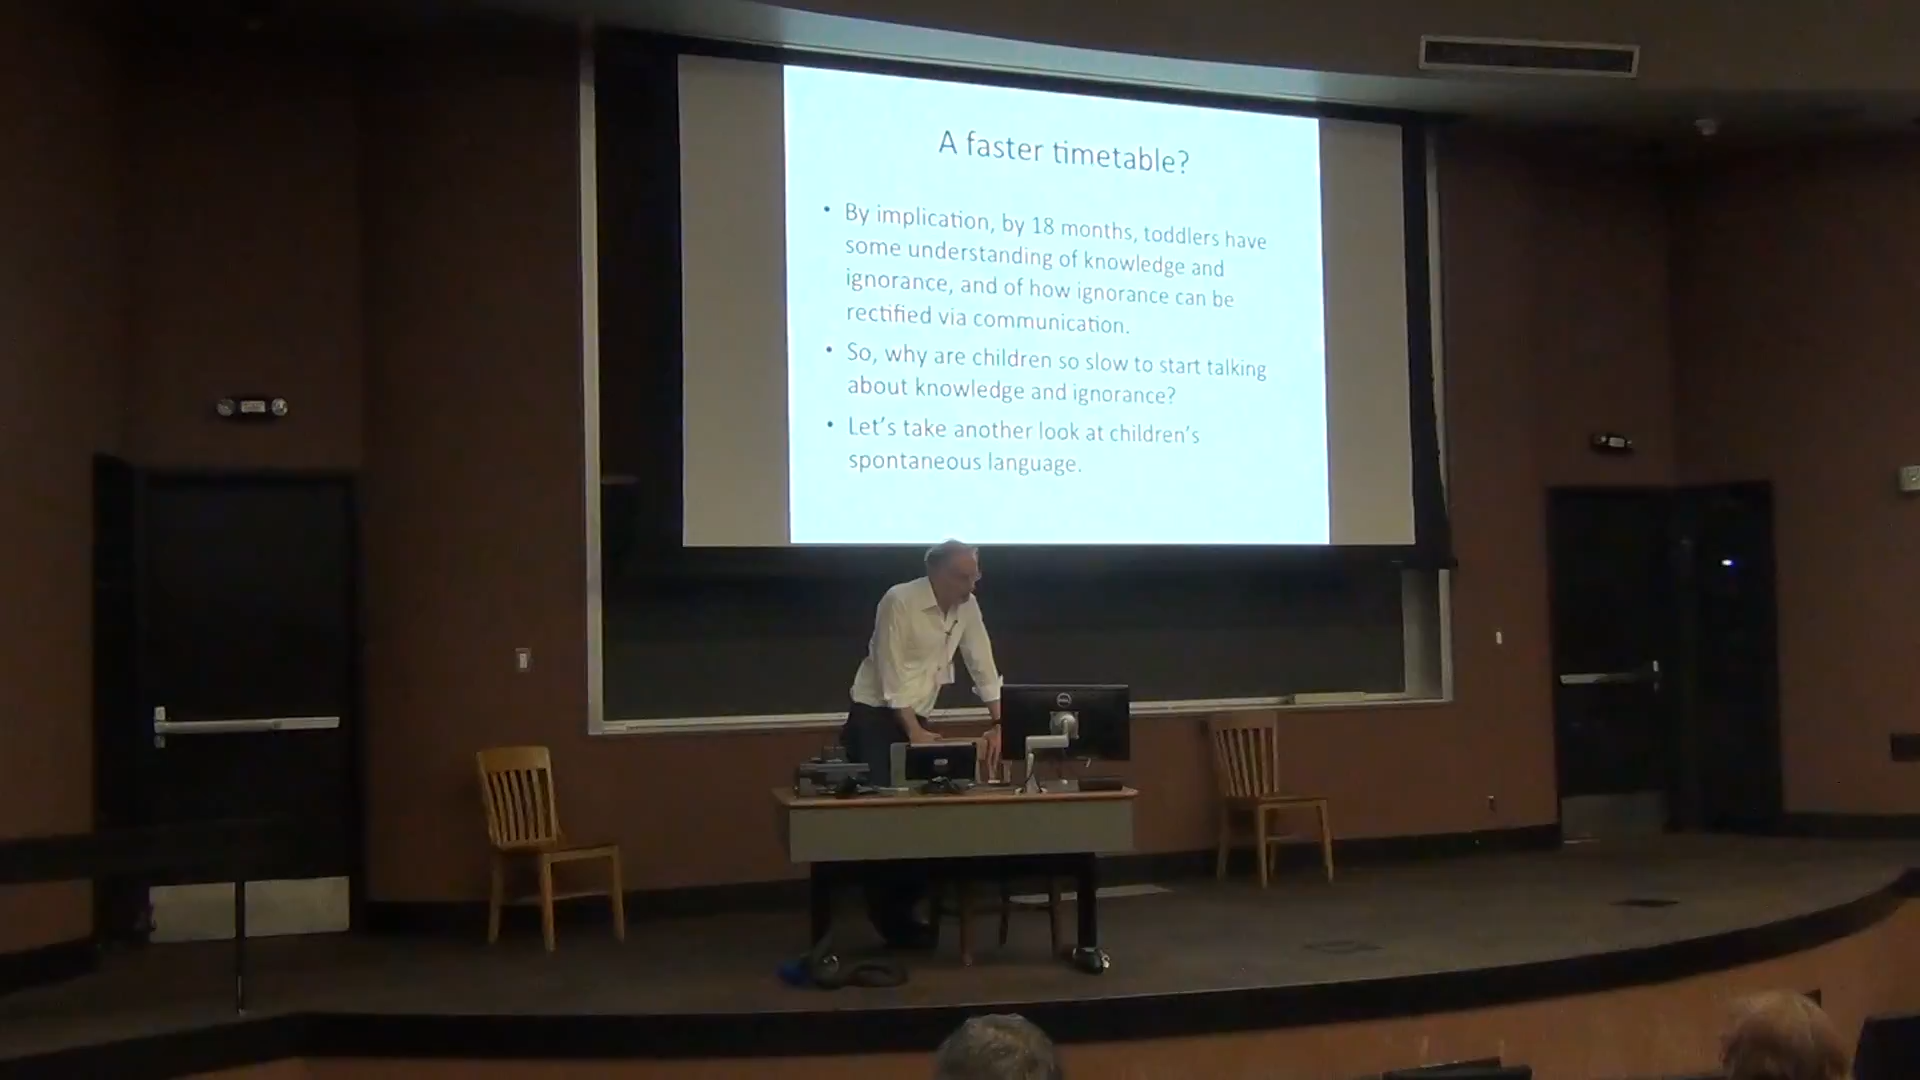 A faster timetable?
• By implication, by 18 months, toddlers have
some understanding of knowledge and
ignorance, and of how ignorance can be
rectified via communication.
• So, why are children so slow to start talking
about knowledge and ignorance?
• Let's take another look at children's
spontaneous language.